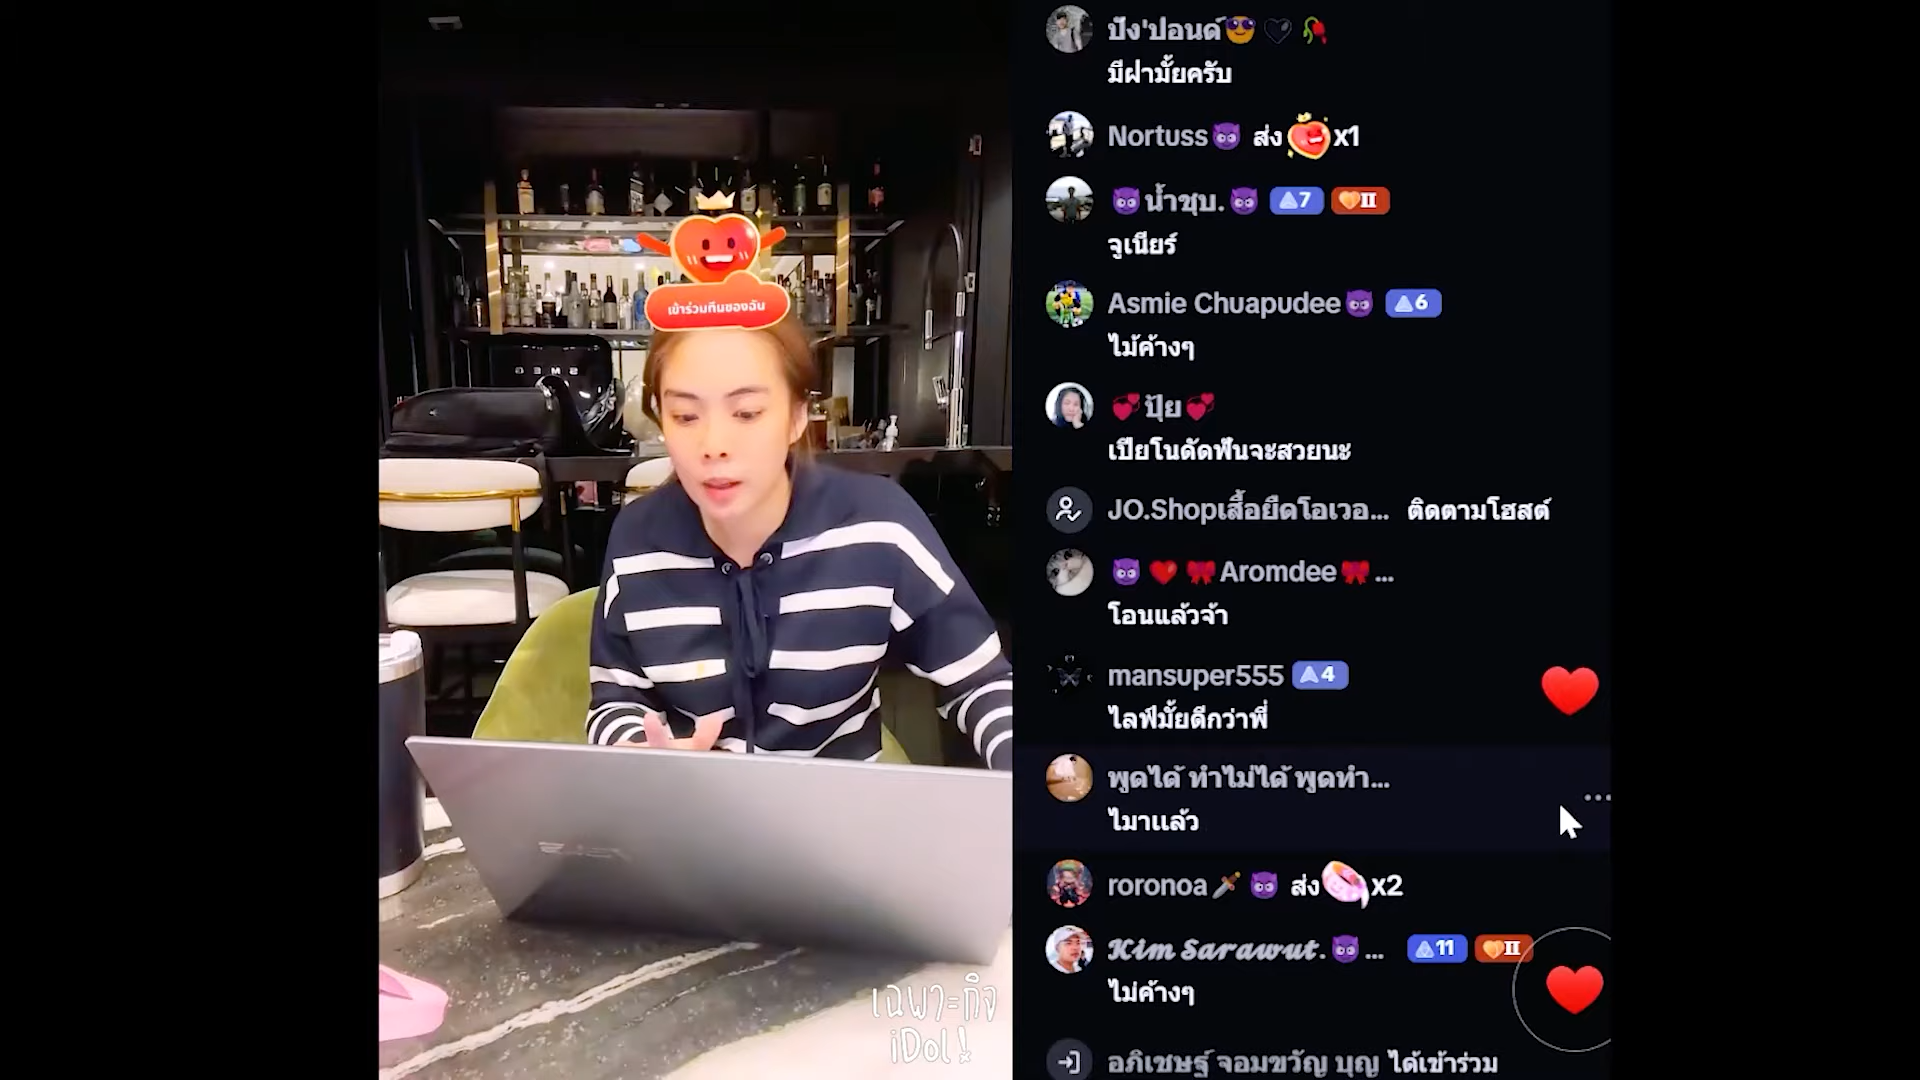 ปัง'ปอนด์
มีฝามั้ยครับ
Nortuss ส่ง x1
น้ำชุบ. 7 II
จูเนียร์
Asmie Chuapudee 6
ไม้ค้างๆ
ปุ้ย
เปียโนดัดฟันจะสวยนะ
JO.Shopเสื้อยืดโอเวอ... ติดตามโฮสต์
Aromdee ...
โอนแล้วจ้า
mansuper555 4
ไลฟ์มั้ยดีกว่าพี่
พูดได้ ทำไม่ได้ พูดทำ...
ไมาแล้ว
roronoa ส่ง x2
Kim Sarawut. ... 11 II
ไม่ค้างๆ
อภิเชษฐ์ จอมขวัญ บุญ ได้เข้าร่วม
เข้าร่วมทีมของฉัน
SMEG
เฉพาะกิจ
iDol!